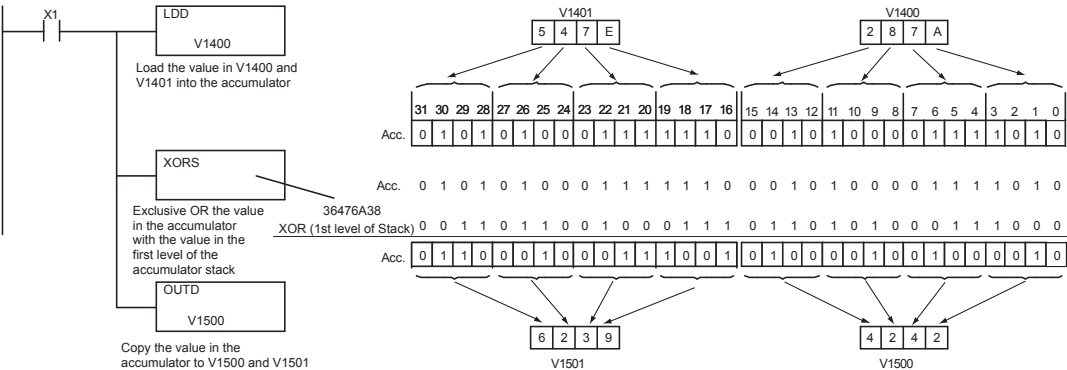 X1
LDD
V1400
Load the value in V1400 and
V1401 into the accumulator
XORS
Exclusive OR the value
in the accumulator
with the value in the
first level of the
accumulator stack
OUTD
V1500
Copy the value in the
accumulator to V1500 and V1501
V1401
5 4 7 E
V1400
2 8 7 A
31 30 29 28 27 26 25 24 23 22 21 20 19 18 17 16 15 14 13 12 11 10 9 8 7 6 5 4 3 2 1 0
Acc. 0 1 0 1 0 1 0 0 0 1 1 1 1 1 1 0 0 0 1 0 1 0 0 0 0 1 1 1 1 0 1 0
Acc. 0 1 0 1 0 1 0 0 0 1 1 1 1 1 1 0 0 0 1 0 1 0 0 0 0 1 1 1 1 0 1 0
36476A38
XOR (1st level of Stack) 0 0 1 1 0 1 1 0 0 1 0 0 0 1 1 1 0 1 1 0 1 0 1 0 0 0 1 1 1 0 0 0
Acc. 0 1 1 0 0 0 1 0 0 0 1 1 1 0 0 1 0 1 0 0 0 0 1 0 0 1 0 0 0 0 1 0
6 2 3 9
V1501
4 2 4 2
V1500